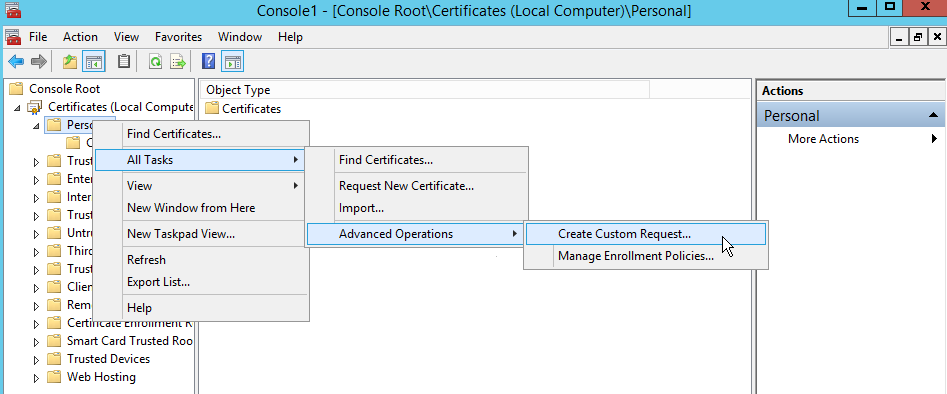 Console1 - [Console Root\Certificates (Local Computer)\Personal]
File Action View Favorites Window Help
Console Root
Certificates (Local Compute
Perso
C
Trust
Enter
Inter
Trust
Untru
Third
Trust
Clien
Rem
Certificate Enrollment R
Smart Card Trusted Roo
Trusted Devices
Web Hosting
Object Type
Certificates
Find Certificates...
All Tasks
View
New Window from Here
New Taskpad View...
Refresh
Export List...
Help
Find Certificates...
Request New Certificate...
Import...
Advanced Operations
Create Custom Request...
Manage Enrollment Policies...
Actions
Personal
More Actions